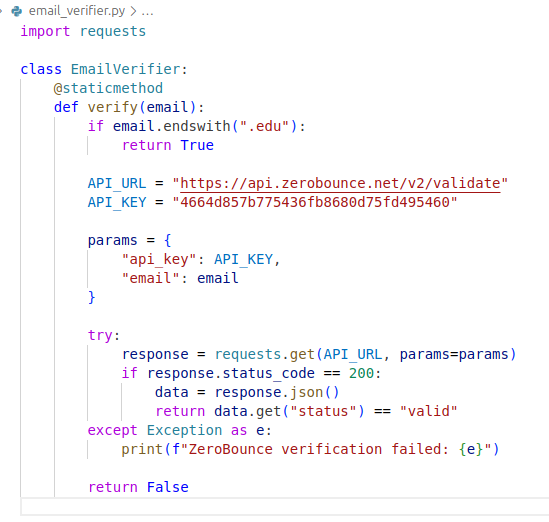 email_verifier.py > ...
import requests

class EmailVerifier:
    @staticmethod
    def verify(email):
        if email.endswith(".edu"):
            return True

        API_URL = "https://api.zerobounce.net/v2/validate"
        API_KEY = "4664d857b775436fb8680d75fd495460"

        params = {
            "api_key": API_KEY,
            "email": email
        }

        try:
            response = requests.get(API_URL, params=params)
            if response.status_code == 200:
                data = response.json()
                return data.get("status") == "valid"
        except Exception as e:
            print(f"ZeroBounce verification failed: {e}")

        return False